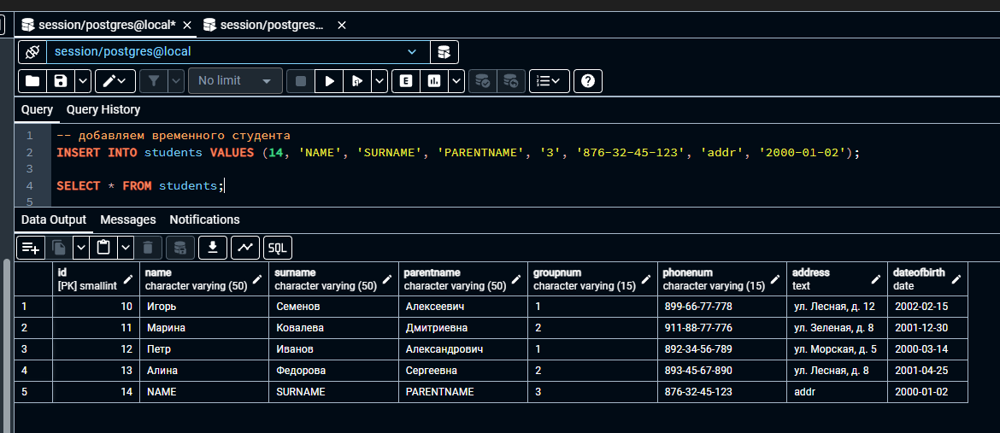 session/postgres@local* session/postgres...
session/postgres@local
No limit
E
Query Query History
1 -- добавляем временного студента
2 INSERT INTO students VALUES (14, 'NAME', 'SURNAME', 'PARENTNAME', '3', '876-32-45-123', 'addr', '2000-01-02');
3
4 SELECT * FROM students;
5
Data Output Messages Notifications
SQL
id name surname parentname groupnum phonenum address dateofbirth
[PK] smallint character varying (50) character varying (50) character varying (50) character varying (15) character varying (15) text date
1 10 Игорь Семенов Алексеевич 1 899-66-77-778 ул. Лесная, д. 12 2002-02-15
2 11 Марина Ковалева Дмитриевна 2 911-88-77-776 ул. Зеленая, д. 8 2001-12-30
3 12 Петр Иванов Александрович 1 892-34-56-789 ул. Морская, д. 5 2000-03-14
4 13 Алина Федорова Сергеевна 2 893-45-67-890 ул. Лесная, д. 8 2001-04-25
5 14 NAME SURNAME PARENTNAME 3 876-32-45-123 addr 2000-01-02